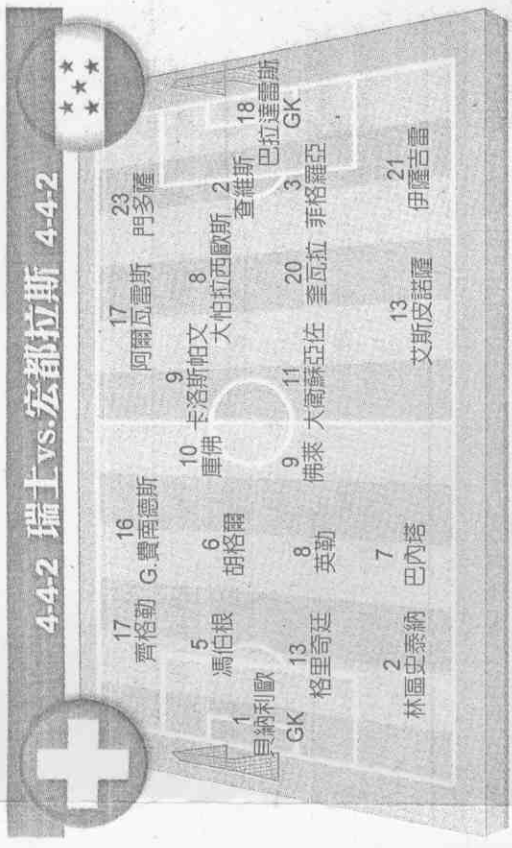 4-4-2 瑞士vs.宏都拉斯 4-4-2
17
齊格勒
16
G.費南德斯
17
阿爾瓦雷斯
23
門多薩
5
馮伯根
6
胡格爾
10
庫佛
9
卡洛斯帕文
8
大帕拉西歐斯
2
查維斯
1
貝納利歐
GK
18
巴拉達雷斯
GK
13
格里奇廷
8
英勒
9
佛萊
11
大衛蘇亞佐
20
奎瓦拉
3
菲格羅亞
2
林區史泰納
7
巴內塔
13
艾斯皮諾薩
21
伊薩吉雷